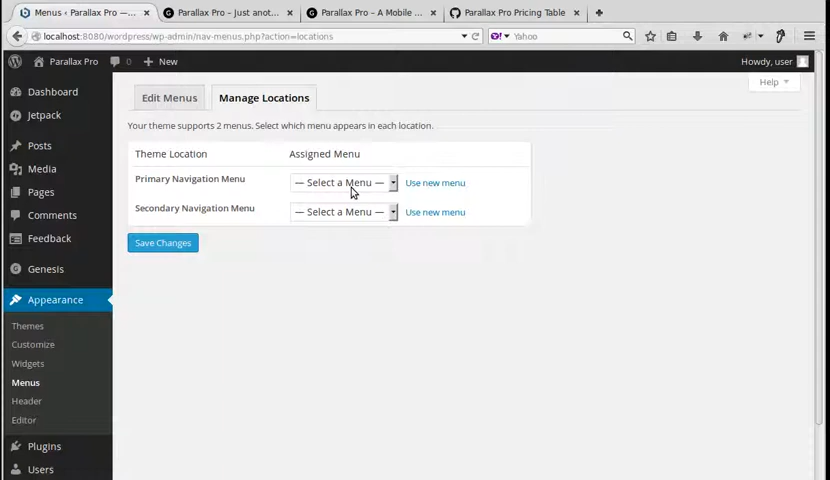 Menus ‹ Parallax Pro —...
Parallax Pro – Just anot...
Parallax Pro – A Mobile ...
Parallax Pro Pricing Table
localhost:8080/wordpress/wp-admin/nav-menus.php?action=locations
Yahoo
Parallax Pro
0
New
Howdy, user
Help
Dashboard
Jetpack
Posts
Media
Pages
Comments
Feedback
Genesis
Appearance
Themes
Customize
Widgets
Menus
Header
Editor
Plugins
Users
Edit Menus
Manage Locations
Your theme supports 2 menus. Select which menu appears in each location.
Theme Location Assigned Menu
Primary Navigation Menu — Select a Menu — Use new menu
Secondary Navigation Menu — Select a Menu — Use new menu
Save Changes